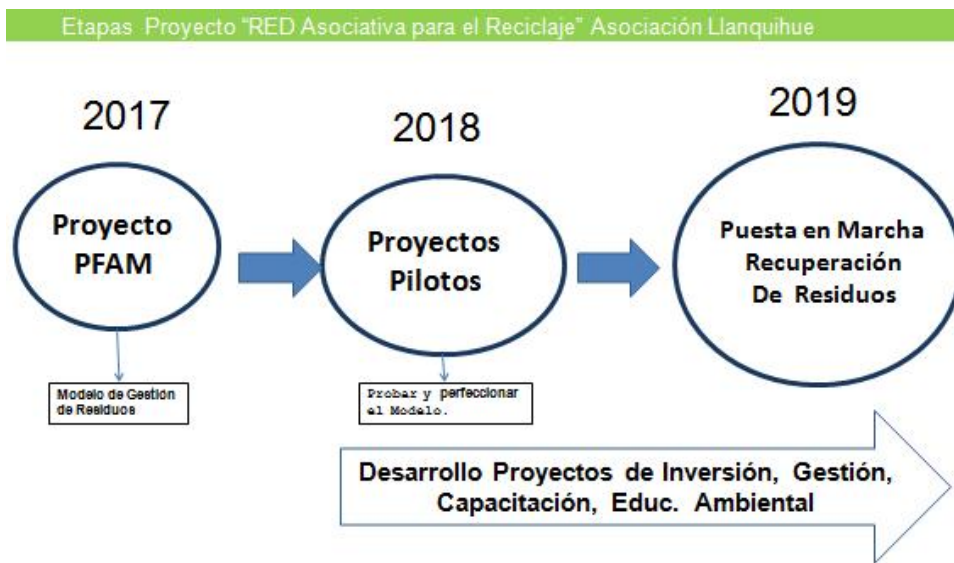 Etapas Proyecto "RED Asociativa para el Reciclaje" Asociación Llanquihue
2017
2018
2019
Proyecto
PFAM
Proyectos
Pilotos
Puesta en Marcha
Recuperación
De Residuos
Modelo de Gestión
de Residuos
Probar y perfeccionar
el Modelo.
Desarrollo Proyectos de Inversión, Gestión,
Capacitación, Educ. Ambiental